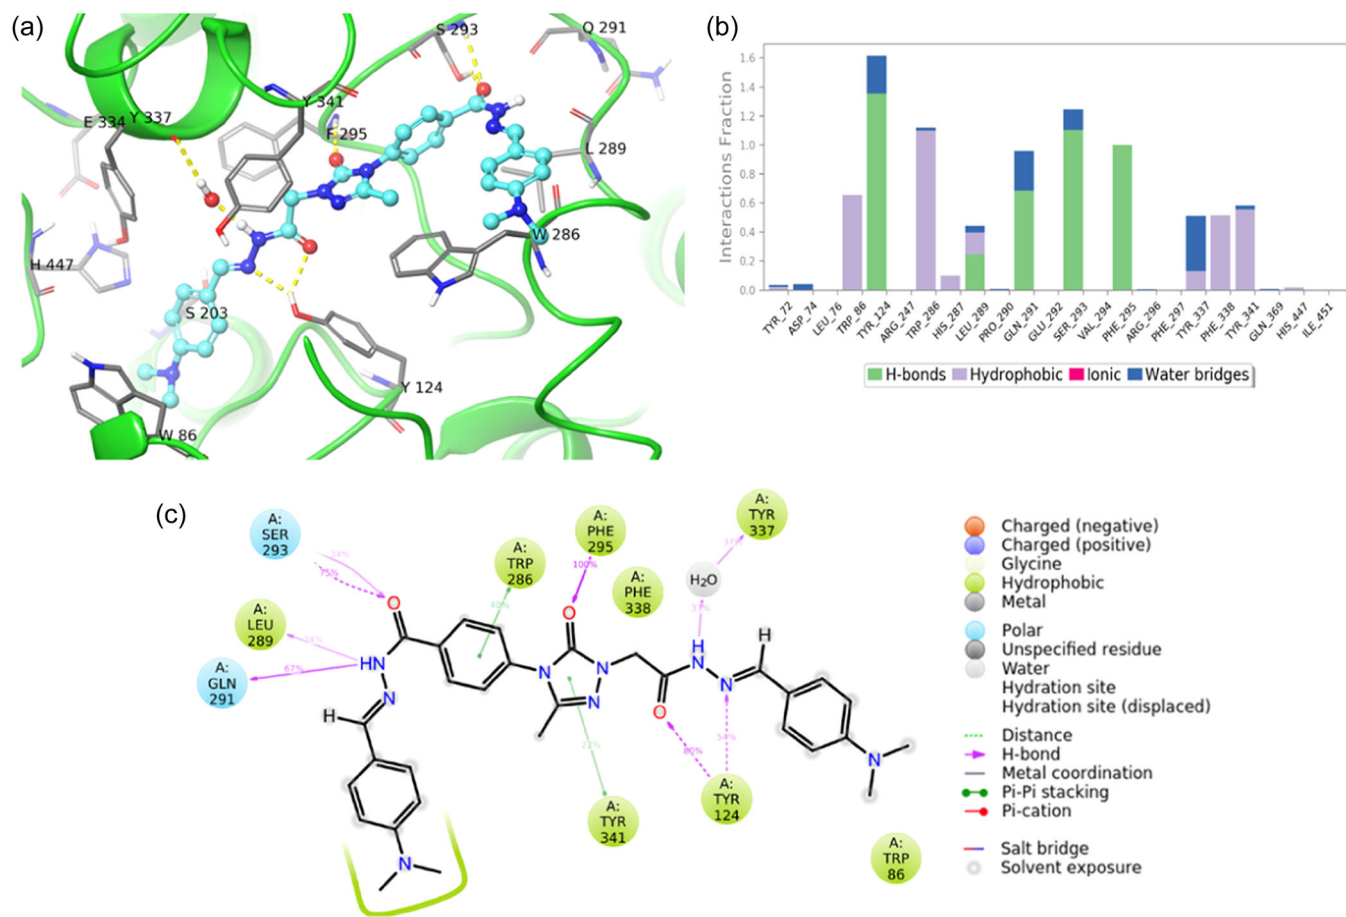 (a)
S 293
Q 291
Y 341
E 334
Y 337
F 295
L 289
W 286
H 447
S 203
Y 124
W 86
(b)
Interactions Fraction
1.6
1.4
1.2
1.0
0.8
0.6
0.4
0.2
0.0
TYR_72
ASP_74
LEU_76
TRP_86
TYR_124
ARG_247
TRP_286
HIS_287
LEU_289
PRO_290
GLN_291
GLU_292
SER_293
VAL_294
PHE_295
ARG_296
PHE_297
TYR_337
PHE_338
TYR_341
GLN_369
HIS_447
ILE_451
H-bonds Hydrophobic Ionic Water bridges
(c)
A:
SER
293
A:
TRP
286
A:
PHE
295
A:
TYR
337
A:
PHE
338
H₂O
A:
LEU
289
A:
GLN
291
A:
TYR
341
A:
TYR
124
A:
TRP
86
75%
67%
100%
37%
37%
80%
54%
O
HN
N
H
N
O
N
N
N
O
H
N
N
H
N
Charged (negative)
Charged (positive)
Glycine
Hydrophobic
Metal
Polar
Unspecified residue
Water
Hydration site
Hydration site (displaced)
Distance
H-bond
Metal coordination
Pi-Pi stacking
Pi-cation
Salt bridge
Solvent exposure